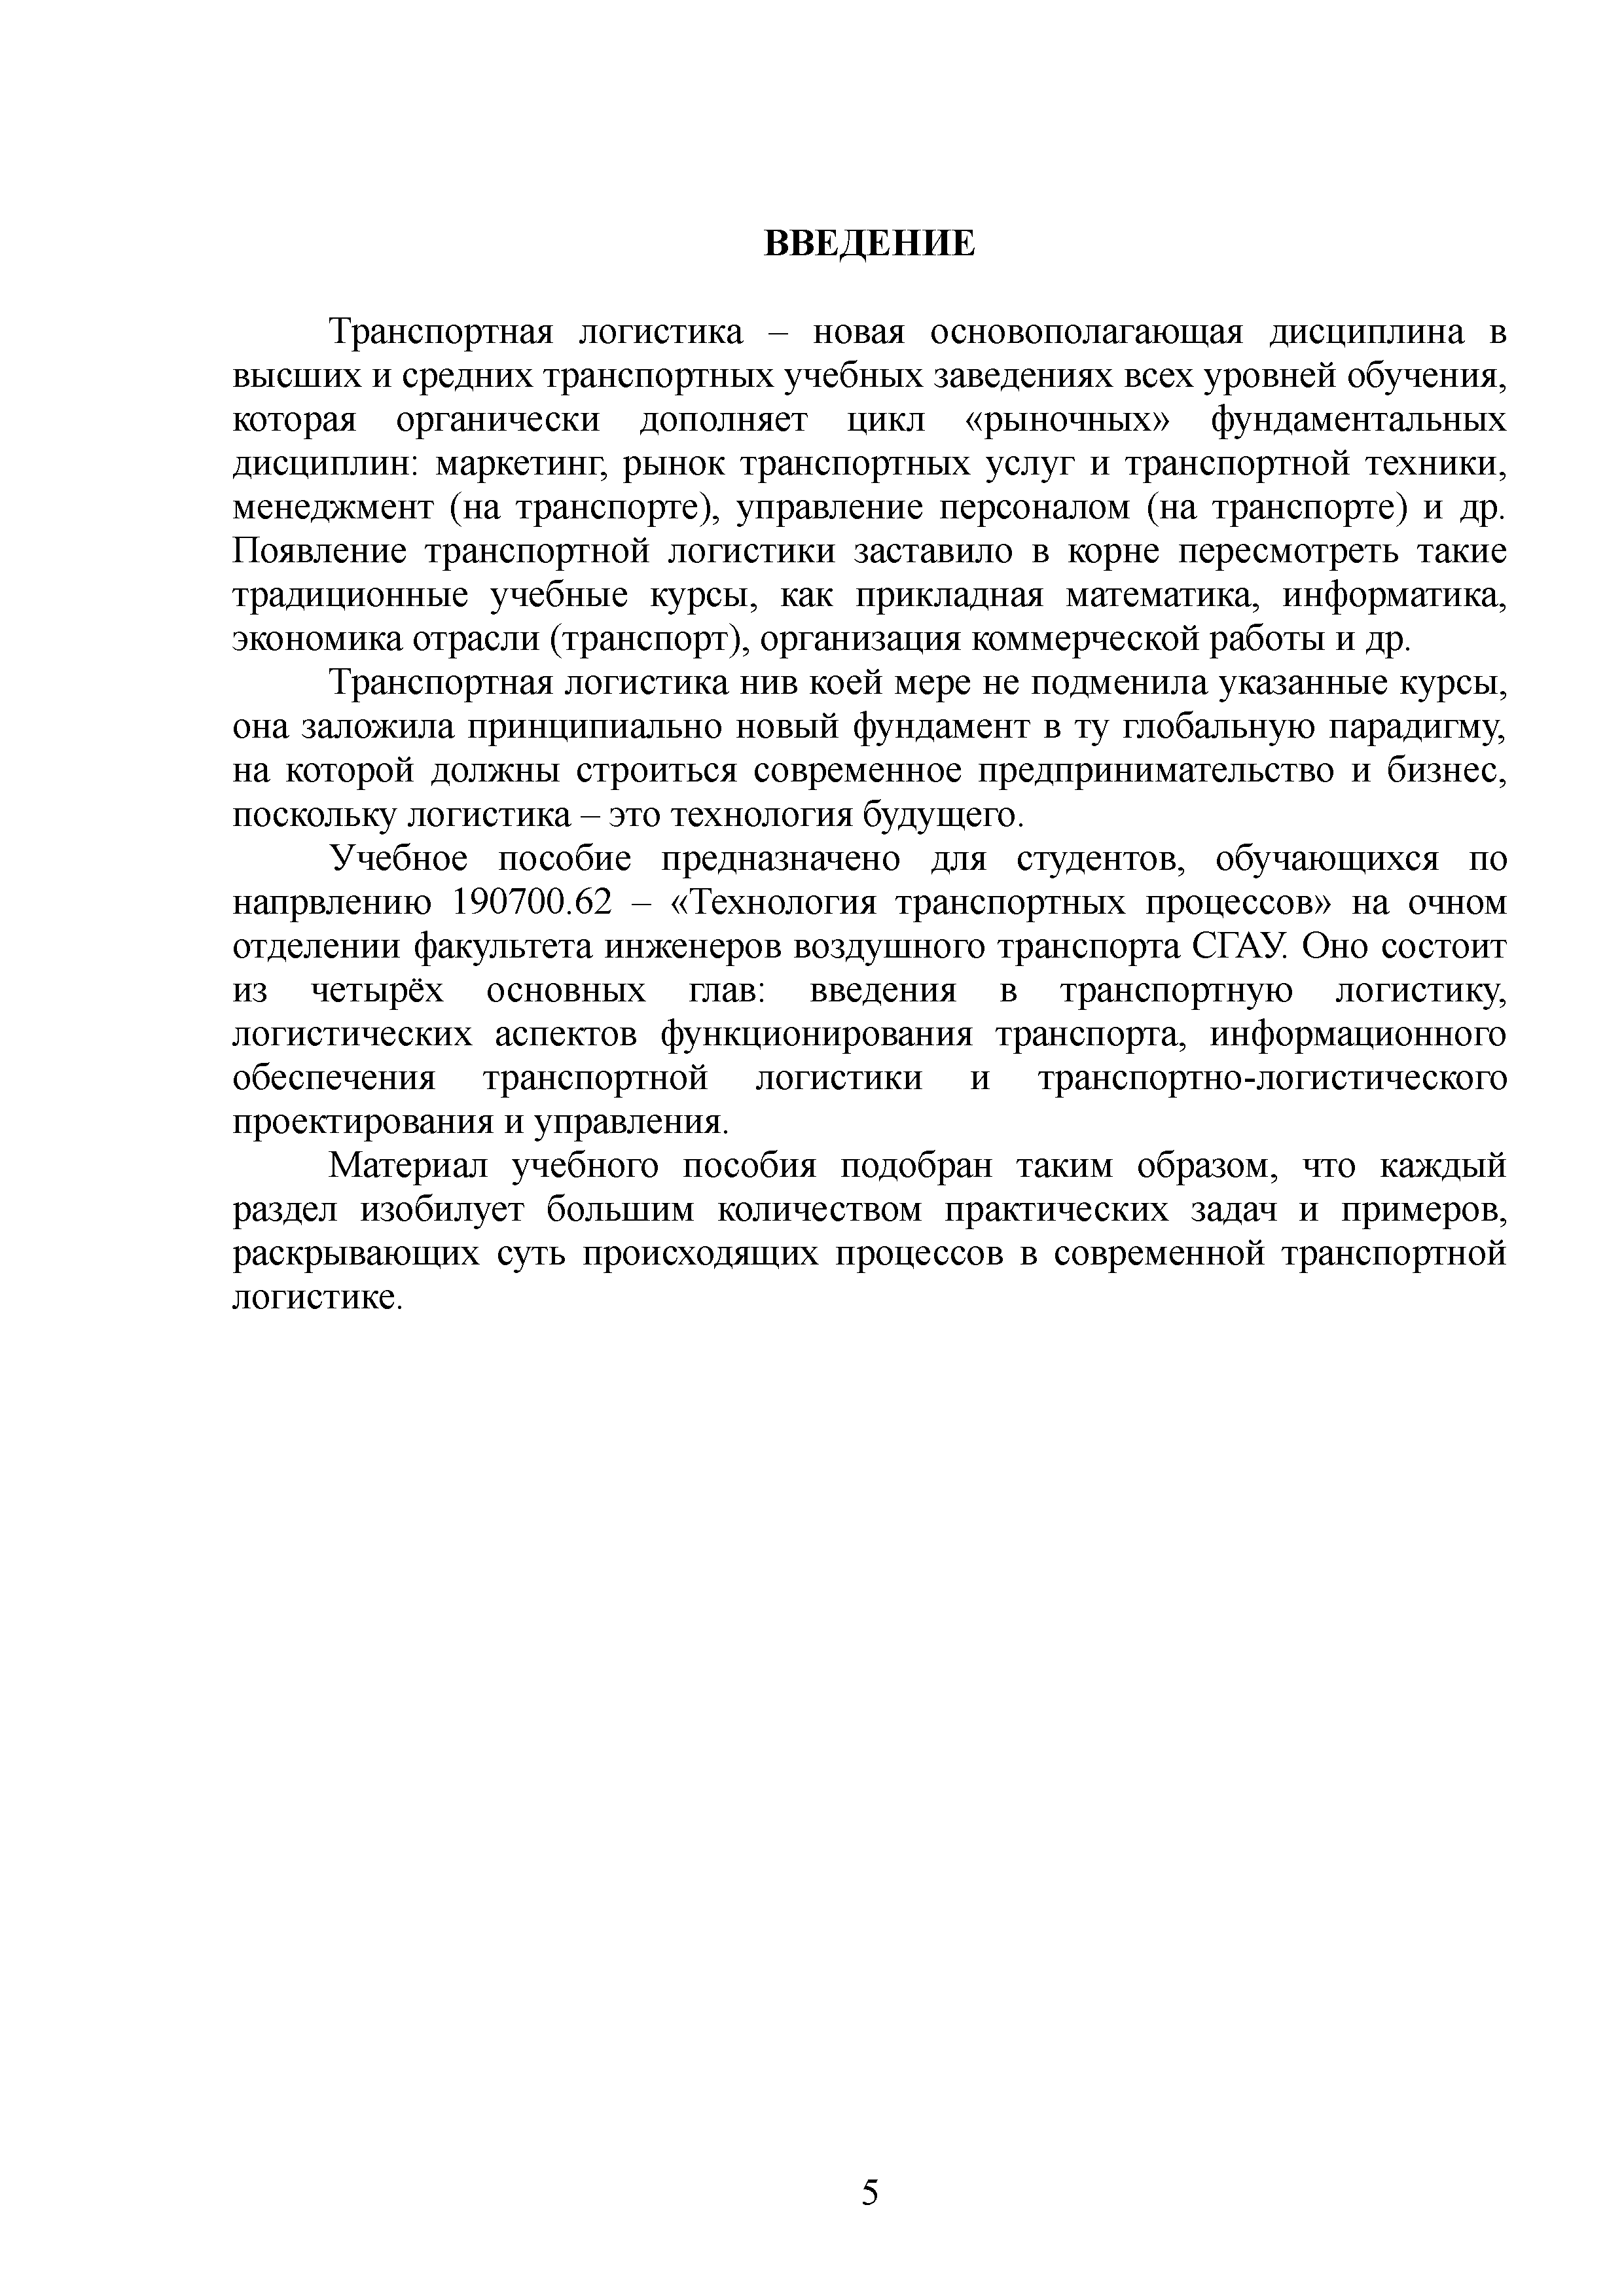 ВВЕДЕНИЕ
Транспортная логистика – новая основополагающая дисциплина в
высших и средних транспортных учебных заведениях всех уровней обучения,
которая органически дополняет цикл «рыночных» фундаментальных
дисциплин: маркетинг, рынок транспортных услуг и транспортной техники,
менеджмент (на транспорте), управление персоналом (на транспорте) и др.
Появление транспортной логистики заставило в корне пересмотреть такие
традиционные учебные курсы, как прикладная математика, информатика,
экономика отрасли (транспорт), организация коммерческой работы и др.
Транспортная логистика нив коей мере не подменила указанные курсы,
она заложила принципиально новый фундамент в ту глобальную парадигму,
на которой должны строиться современное предпринимательство и бизнес,
поскольку логистика – это технология будущего.
Учебное пособие предназначено для студентов, обучающихся по
напрвлению 190700.62 – «Технология транспортных процессов» на очном
отделении факультета инженеров воздушного транспорта СГАУ. Оно состоит
из четырёх основных глав: введения в транспортную логистику,
логистических аспектов функционирования транспорта, информационного
обеспечения транспортной логистики и транспортно-логистического
проектирования и управления.
Материал учебного пособия подобран таким образом, что каждый
раздел изобилует большим количеством практических задач и примеров,
раскрывающих суть происходящих процессов в современной транспортной
логистике.
5